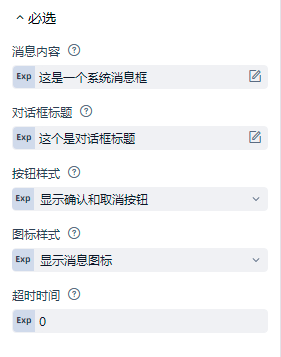 必选
消息内容 ?
Exp 这是一个系统消息框
对话框标题 ?
Exp 这个是对话框标题
按钮样式 ?
Exp 显示确认和取消按钮
图标样式 ?
Exp 显示消息图标
超时时间 ?
Exp 0